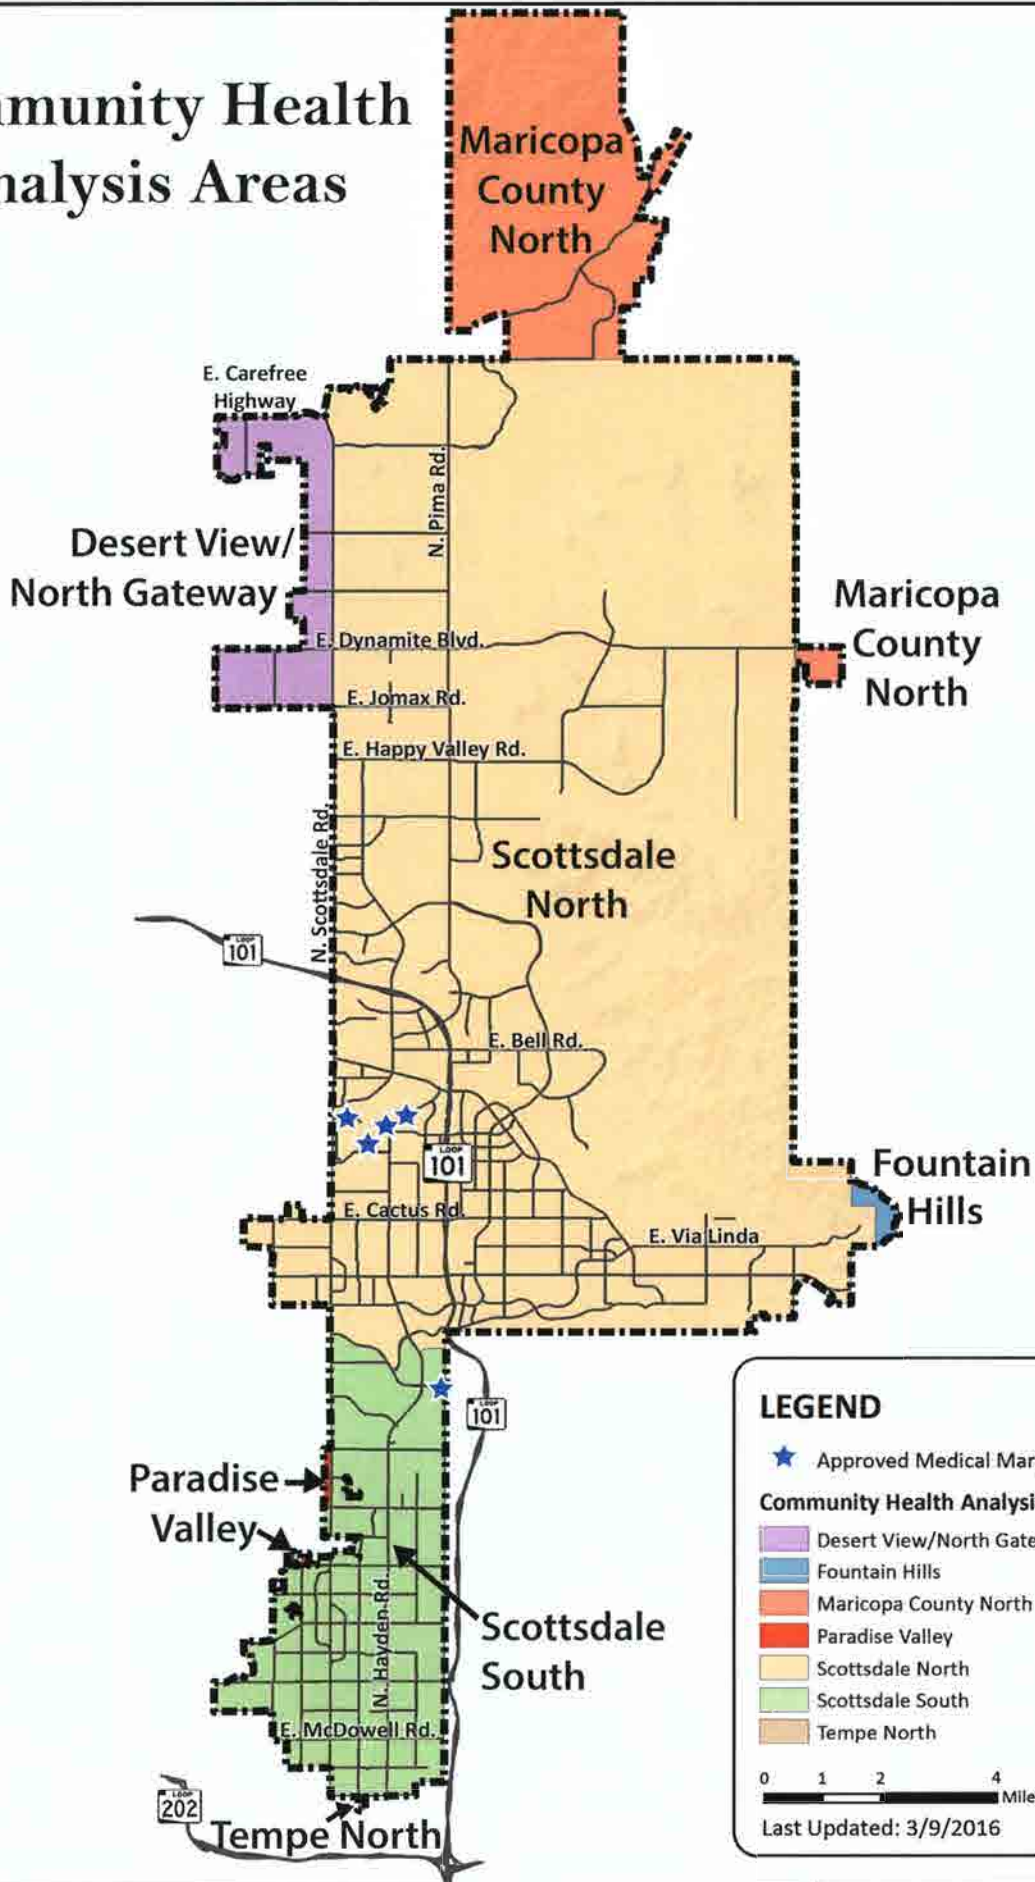 mmunity Health
nalysis Areas
Maricopa
County
North
E. Carefree
Highway
N. Pima Rd.
Desert View/
North Gateway
Maricopa
County
North
E. Dynamite Blvd.
E. Jomax Rd.
E. Happy Valley Rd.
N. Scottsdale Rd.
Scottsdale
North
LOOP
101
E. Bell Rd.
LOOP
101
Fountain
Hills
E. Cactus Rd.
E. Via Linda
LOOP
101
Paradise
Valley
N. Hayden Rd.
Scottsdale
South
E. McDowell Rd.
LOOP
202
Tempe North
LEGEND
Approved Medical Mar
Community Health Analysi
Desert View/North Gate
Fountain Hills
Maricopa County North
Paradise Valley
Scottsdale North
Scottsdale South
Tempe North
0 1 2 4
Mile
Last Updated: 3/9/2016